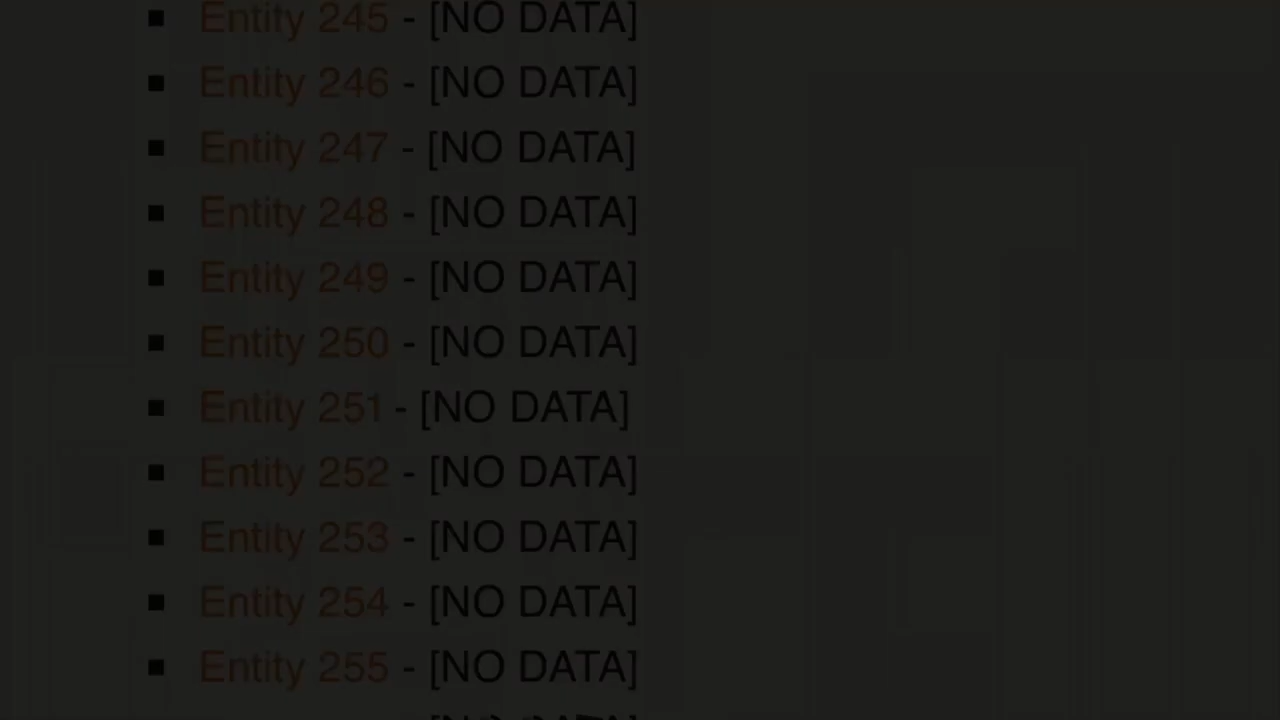 Entity 245 - [NO DATA]
Entity 246 - [NO DATA]
Entity 247 - [NO DATA]
Entity 248 - [NO DATA]
Entity 249 - [NO DATA]
Entity 250 - [NO DATA]
Entity 251 - [NO DATA]
Entity 252 - [NO DATA]
Entity 253 - [NO DATA]
Entity 254 - [NO DATA]
Entity 255 - [NO DATA]
[NO DATA]